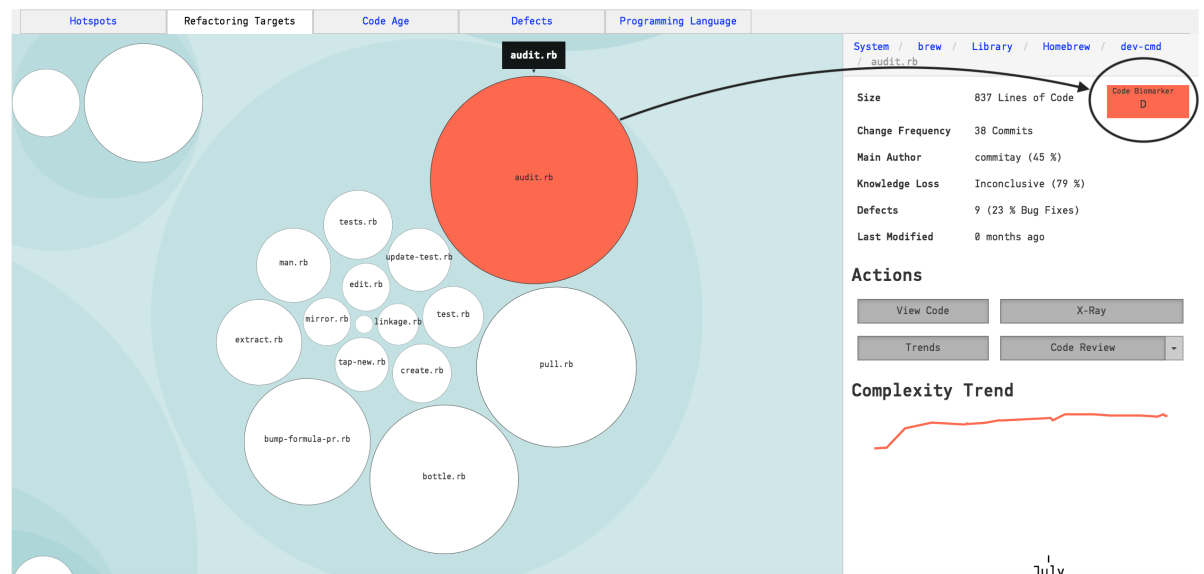 Hotspots
Refactoring Targets
Code Age
Defects
Programming Language
audit.rb
audit.rb
tests.rb
man.rb
update-test.rb
edit.rb
mirror.rb
linkage.rb
test.rb
extract.rb
tap-new.rb
create.rb
pull.rb
bump-formula-pr.rb
bottle.rb
System / brew / Library / Homebrew / dev-cmd
/ audit.rb
Code Biomarker
D
Size 837 Lines of Code
Change Frequency 38 Commits
Main Author commitay (45 %)
Knowledge Loss Inconclusive (79 %)
Defects 9 (23 % Bug Fixes)
Last Modified 0 months ago
Actions
View Code
X-Ray
Trends
Code Review
Complexity Trend
July